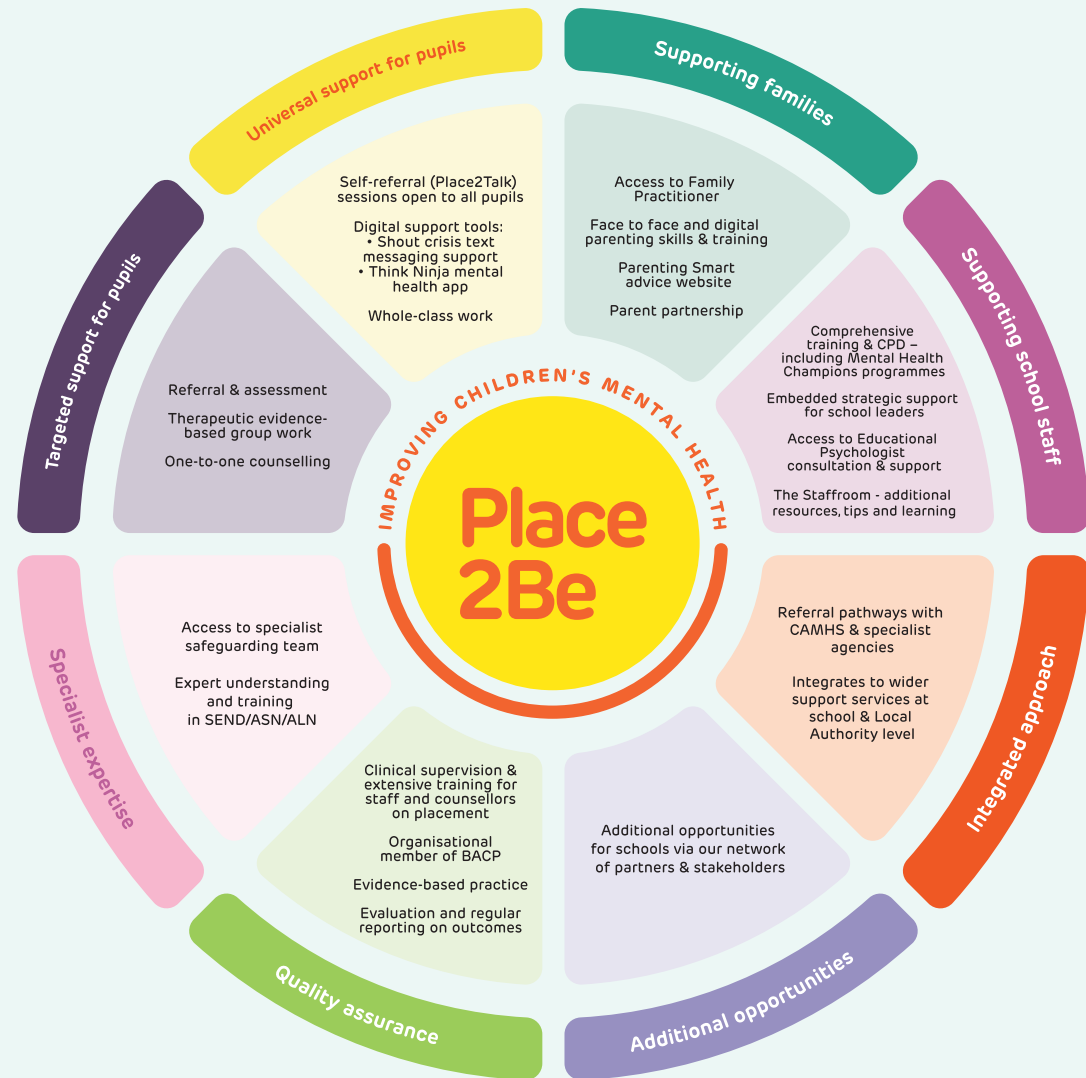 Universal support for pupils
Self-referral (Place2Talk)
sessions open to all pupils
Digital support tools:
• Shout crisis text
messaging support
• Think Ninja mental
health app
Whole-class work
Supporting families
Access to Family
Practitioner
Face to face and digital
parenting skills & training
Parenting Smart
advice website
Parent partnership
Supporting school staff
Comprehensive
training & CPD –
including Mental Health
Champions programmes
Embedded strategic support
for school leaders
Access to Educational
Psychologist
consultation & support
The Staffroom - additional
resources, tips and learning
Integrated approach
Referral pathways with
CAMHS & specialist
agencies
Integrates to wider
support services at
school & Local
Authority level
Additional opportunities
Additional opportunities
for schools via our network
of partners & stakeholders
Quality assurance
Clinical supervision &
extensive training for
staff and counsellors
on placement
Organisational
member of BACP
Evidence-based practice
Evaluation and regular
reporting on outcomes
Specialist expertise
Access to specialist
safeguarding team
Expert understanding
and training
in SEND/ASN/ALN
Targeted support for pupils
Referral & assessment
Therapeutic evidence-
based group work
One-to-one counselling
IMPROVING CHILDREN'S MENTAL HEALTH
Place
2Be